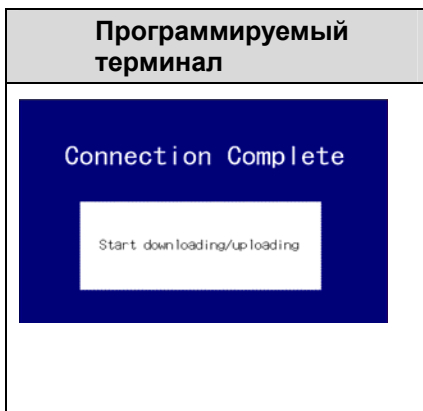 Программируемый
терминал
Connection Complete
Start downloading/uploading